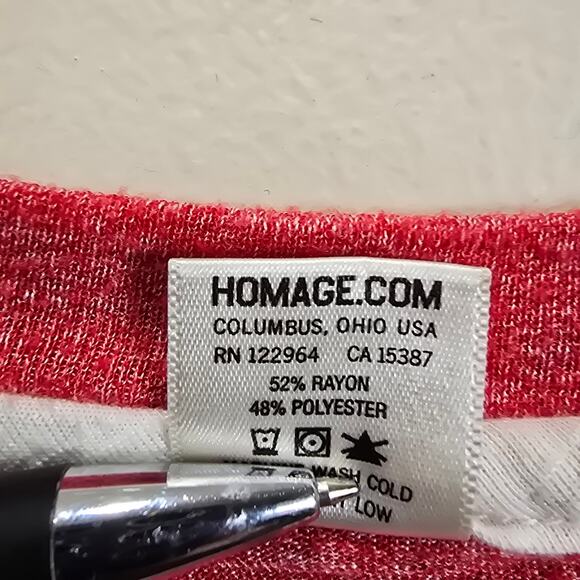 HOMAGE.COM
COLUMBUS, OHIO USA
RN 122964 CA 15387
52% RAYON
48% POLYESTER
WASH COLD
LOW